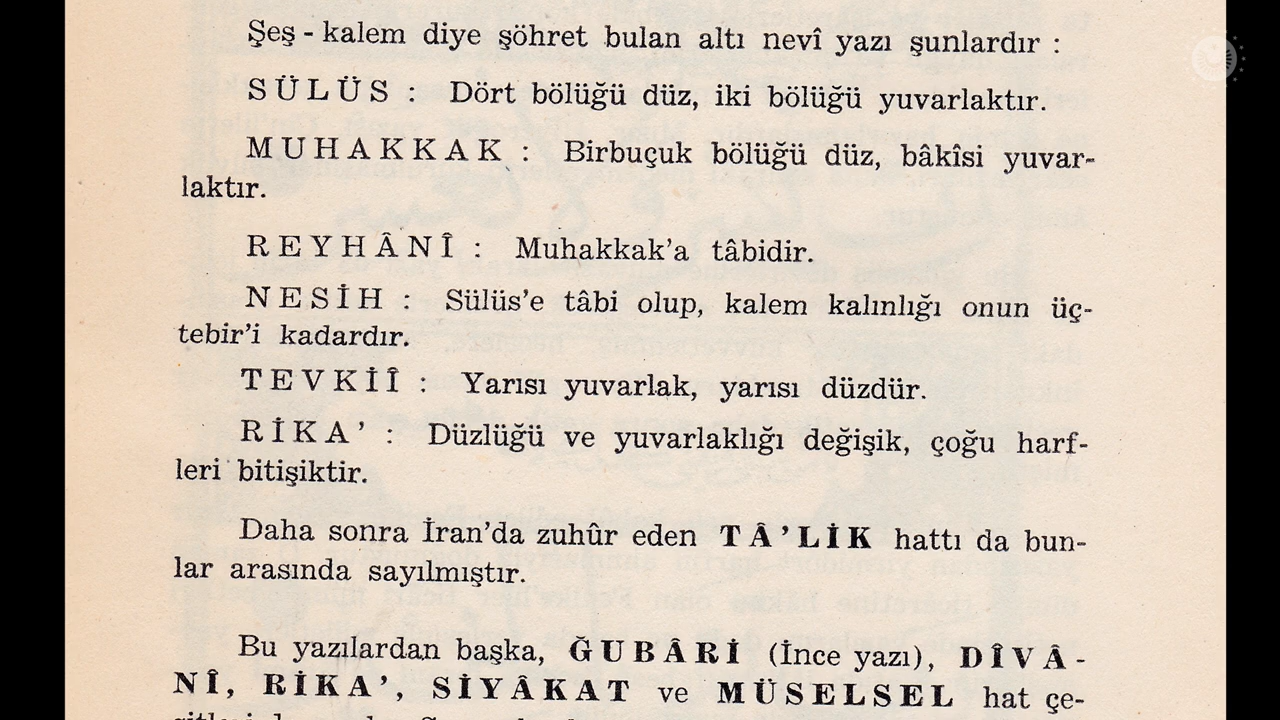 Şeş - kalem diye şöhret bulan altı nevî yazı şunlardır :
SÜLÜS : Dört bölüğü düz, iki bölüğü yuvarlaktır.
MUHAKKAK : Birbuçuk bölüğü düz, bâkîsi yuvar-
laktır.
REYHÂNÎ : Muhakkak'a tâbidir.
NESİH : Sülüs'e tâbi olup, kalem kalınlığı onun üç-
tebir'i kadardır.
TEVKİÎ : Yarısı yuvarlak, yarısı düzdür.
RİKA' : Düzlüğü ve yuvarlaklığı değişik, çoğu harf-
leri bitişiktir.
Daha sonra İran'da zuhûr eden TÂ'LİK hattı da bun-
lar arasında sayılmıştır.
Bu yazılardan başka, ĞUBÂRİ (İnce yazı), DÎVÂ-
NÎ, RİKA', SİYÂKAT ve MÜSELSEL hat çe-